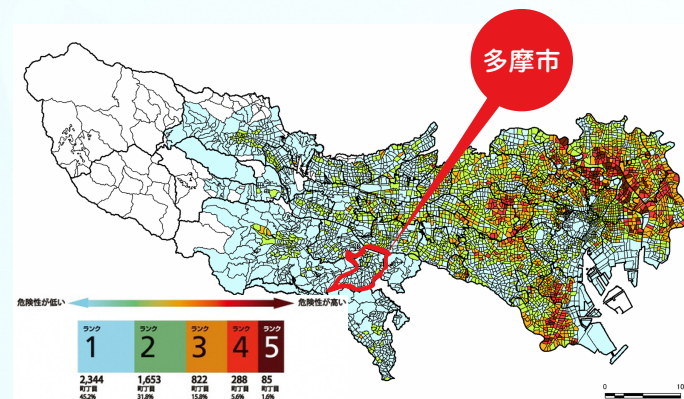 多摩市
危険性が低い
危険性が高い
ランク
1
ランク
2
ランク
3
ランク
4
ランク
5
2,344
町丁目
45.2%
1,653
町丁目
31.8%
822
町丁目
15.8%
288
町丁目
5.6%
85
町丁目
1.6%
0
10